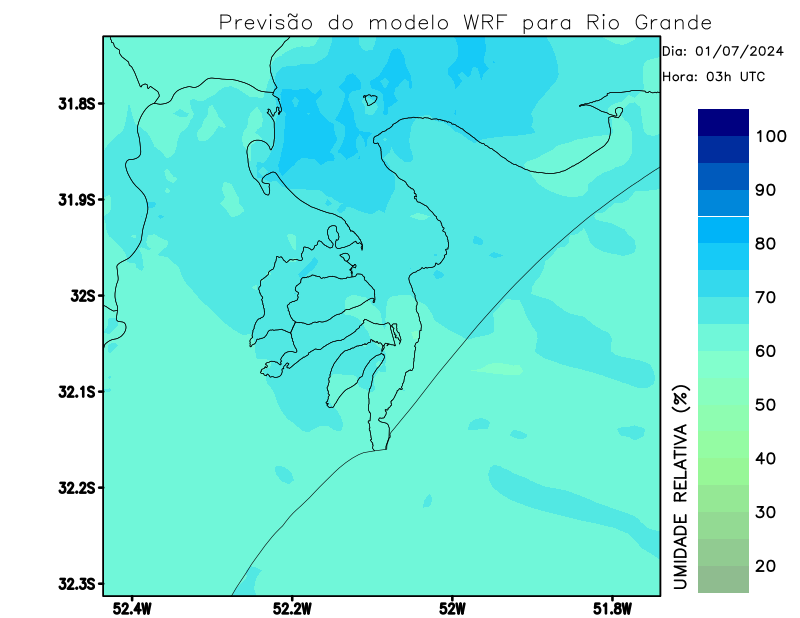 Previsão do modelo WRF para Rio Grande
Dia: 01/07/2024
Hora: 03h UTC
31.8S
31.9S
32S
32.1S
32.2S
32.3S
52.4W
52.2W
52W
51.8W
100
90
80
70
60
50
40
30
20
UMIDADE RELATIVA (%)